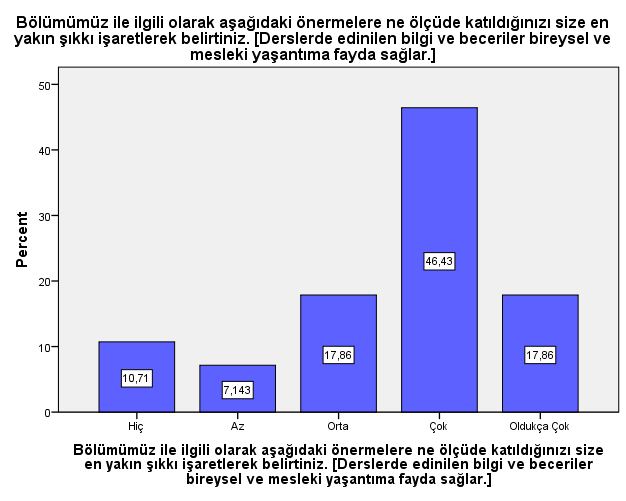 Bölümümüz ile ilgili olarak aşağıdaki önermelere ne ölçüde katıldığınızı size en
yakın şıkkı işaretlerek belirtiniz. [Derslerde edinilen bilgi ve beceriler bireysel ve
mesleki yaşantıma fayda sağlar.]
Percent
50
40
30
20
10
0
10,71
7,143
17,86
46,43
17,86
Hiç
Az
Orta
Çok
Oldukça Çok
Bölümümüz ile ilgili olarak aşağıdaki önermelere ne ölçüde katıldığınızı size
en yakın şıkkı işaretlerek belirtiniz. [Derslerde edinilen bilgi ve beceriler
bireysel ve mesleki yaşantıma fayda sağlar.]